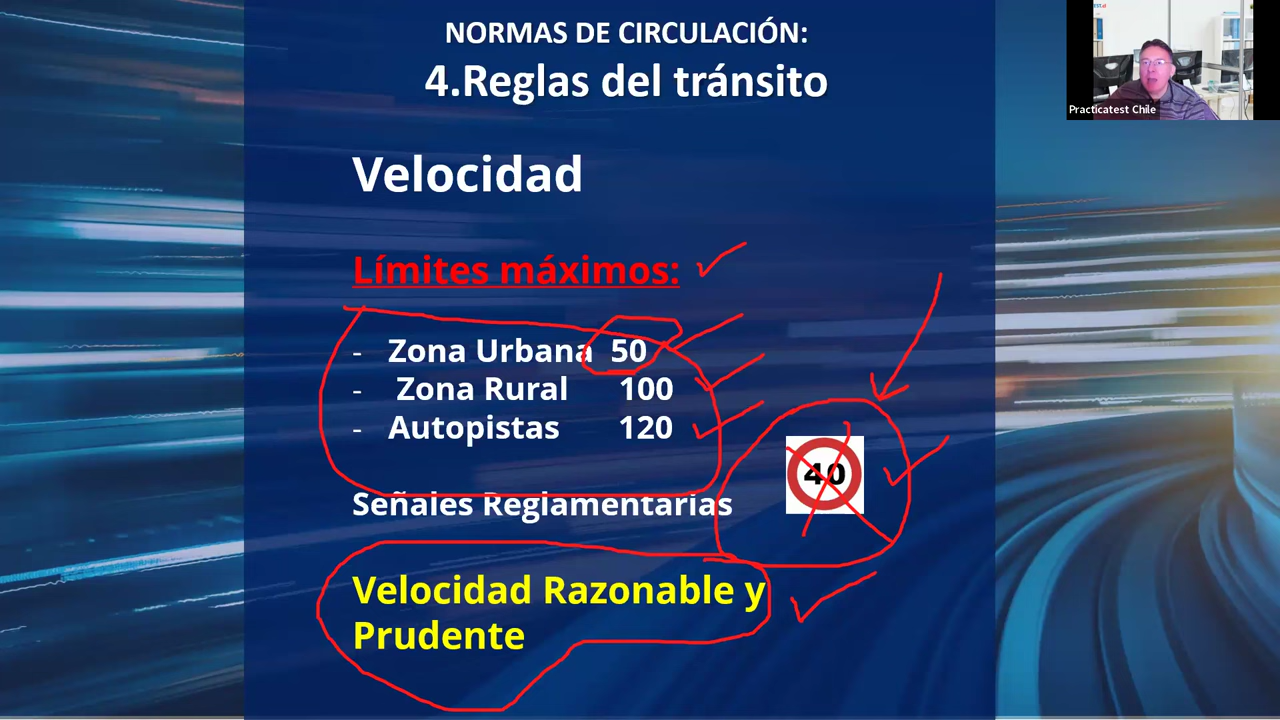 NORMAS DE CIRCULACIÓN:
4.Reglas del tránsito
Practicatest Chile
Velocidad
Límites máximos:
- Zona Urbana 50
- Zona Rural 100
- Autopistas 120
40
Señales Reglamentarias
Velocidad Razonable y
Prudente